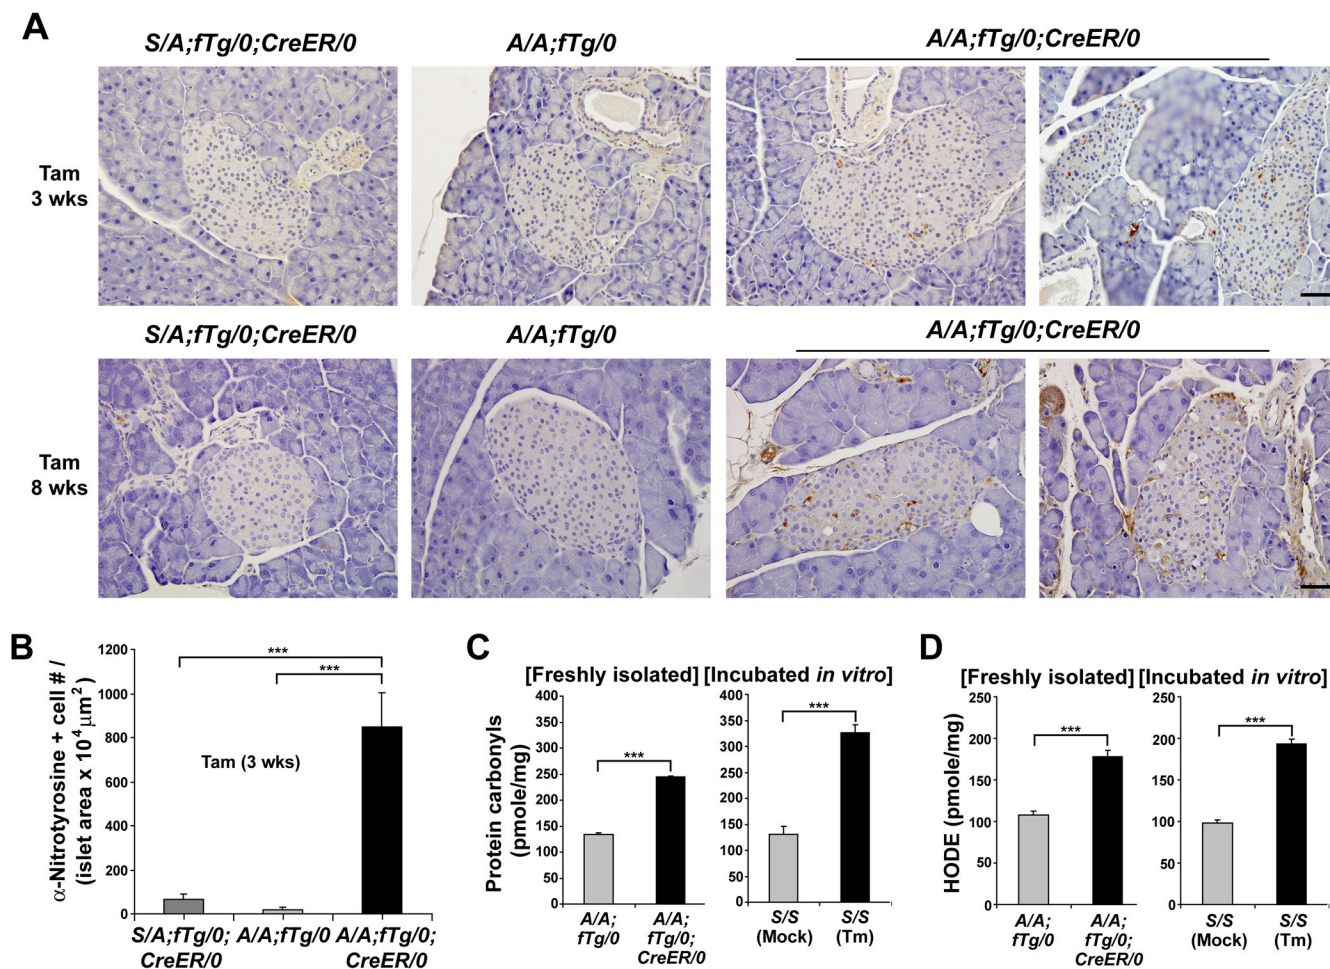 A
S/A;fTg/0;CreER/0
A/A;fTg/0
A/A;fTg/0;CreER/0
Tam
3 wks
S/A;fTg/0;CreER/0
A/A;fTg/0
A/A;fTg/0;CreER/0
Tam
8 wks
B
α-Nitrotyrosine + cell # /
(islet area x 10⁴ μm²)
1200
1000
800
600
400
200
0
***
***
Tam (3 wks)
S/A;fTg/0;
CreER/0
A/A;fTg/0
A/A;fTg/0;
CreER/0
C
[Freshly isolated]
[Incubated in vitro]
Protein carbonyls
(pmole/mg)
400
350
300
250
200
150
100
50
0
***
A/A;
fTg/0
A/A;
fTg/0;
CreER/0
400
350
300
250
200
150
100
50
0
***
S/S
(Mock)
S/S
(Tm)
D
[Freshly isolated]
[Incubated in vitro]
HODE (pmole/mg)
250
200
150
100
50
0
***
A/A;
fTg/0
A/A;
fTg/0;
CreER/0
250
200
150
100
50
0
***
S/S
(Mock)
S/S
(Tm)